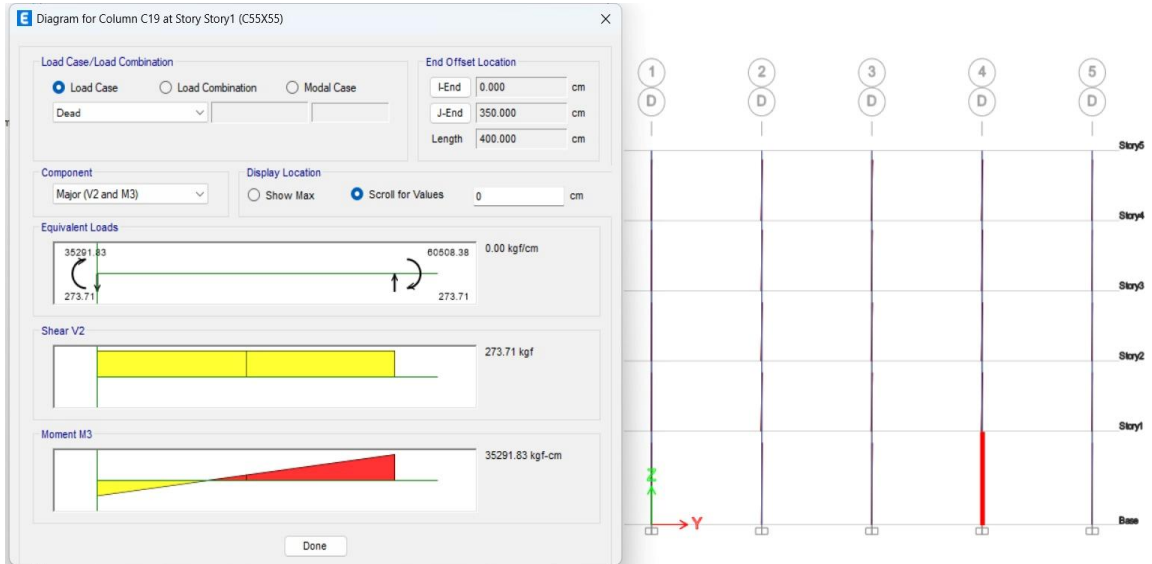 E Diagram for Column C19 at Story Story1 (C55X55)
Load Case/Load Combination
Load Case Load Combination Modal Case
Dead
End Offset Location
I-End 0.000 cm
J-End 350.000 cm
Length 400.000 cm
Component
Major (V2 and M3)
Display Location
Show Max Scroll for Values 0 cm
Equivalent Loads
35291.83 60508.38 0.00 kgf/cm
273.71 273.71
Shear V2
273.71 kgf
Moment M3
35291.83 kgf-cm
Done
1 2 3 4 5
D D D D D
Story5
Story4
Story3
Story2
Story1
Z
Y
Base